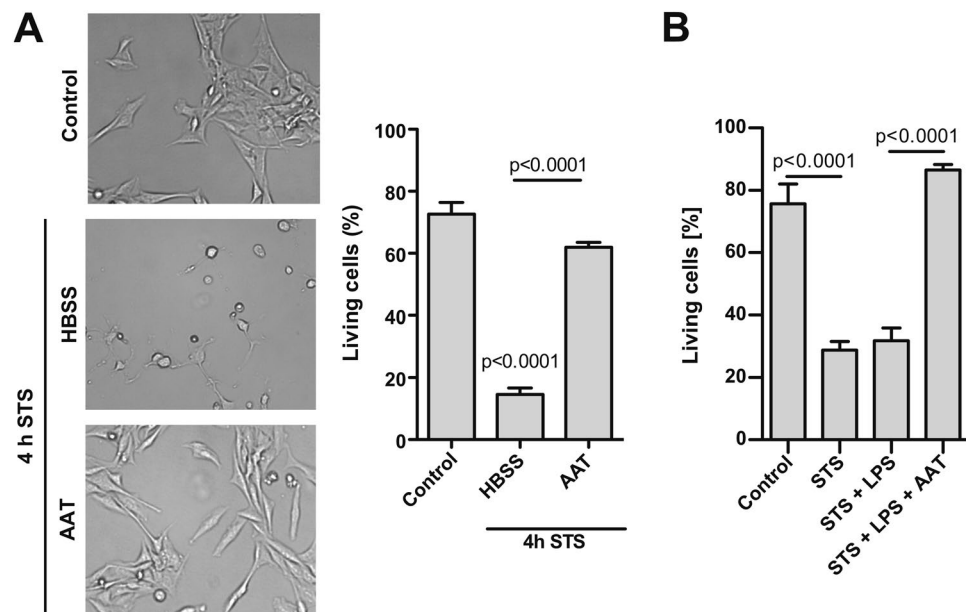 A
Control
HBSS
AAT
4 h STS
Living cells (%)
100
80
60
40
20
0
p<0.0001
p<0.0001
Control
HBSS
AAT
4h STS
B
Living cells [%]
100
80
60
40
20
0
p<0.0001
p<0.0001
Control
STS
STS + LPS
STS + LPS + AAT